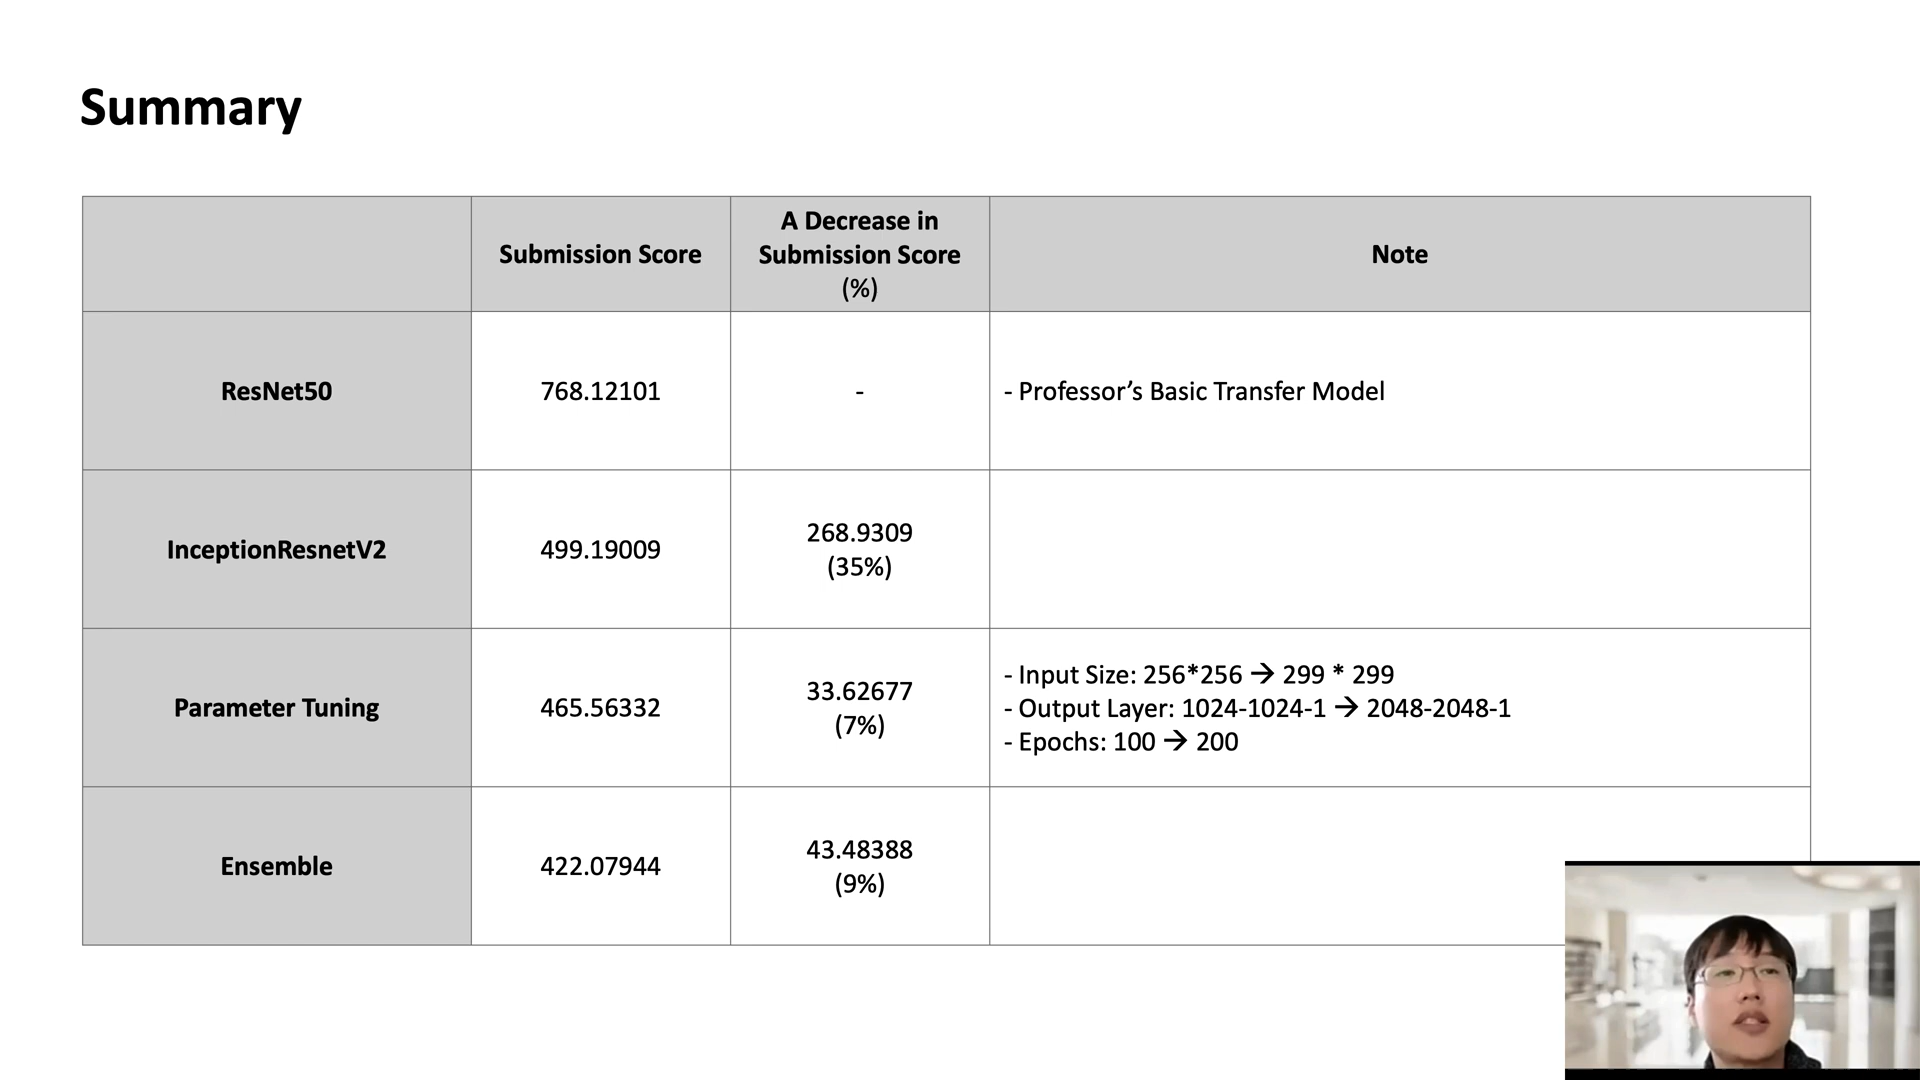 Summary
Submission Score
A Decrease in
Submission Score
(%)
Note
ResNet50
768.12101
-
- Professor’s Basic Transfer Model
InceptionResnetV2
499.19009
268.9309
(35%)
Parameter Tuning
465.56332
33.62677
(7%)
- Input Size: 256*256 → 299 * 299
- Output Layer: 1024-1024-1 → 2048-2048-1
- Epochs: 100 → 200
Ensemble
422.07944
43.48388
(9%)